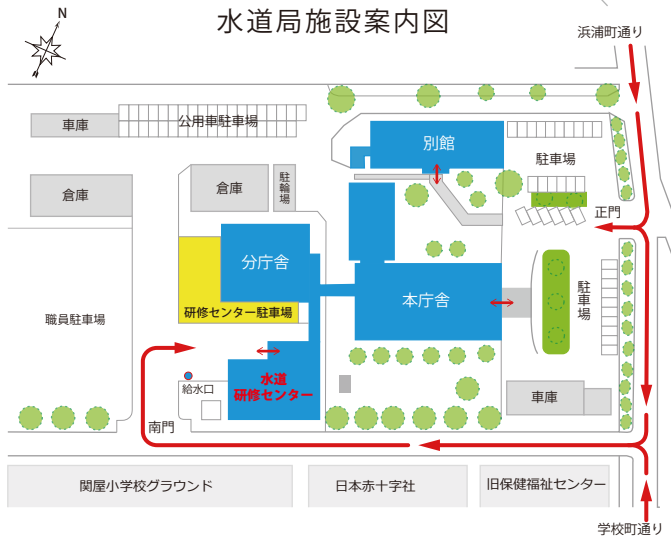 水道局施設案内図
N
浜浦町通り
車庫
公用車駐車場
別館
駐車場
倉庫
倉庫
駐輪場
正門
分庁舎
本庁舎
駐車場
研修センター駐車場
職員駐車場
水道
研修センター
給水口
車庫
南門
関屋小学校グラウンド
日本赤十字社
旧保健福祉センター
学校町通り